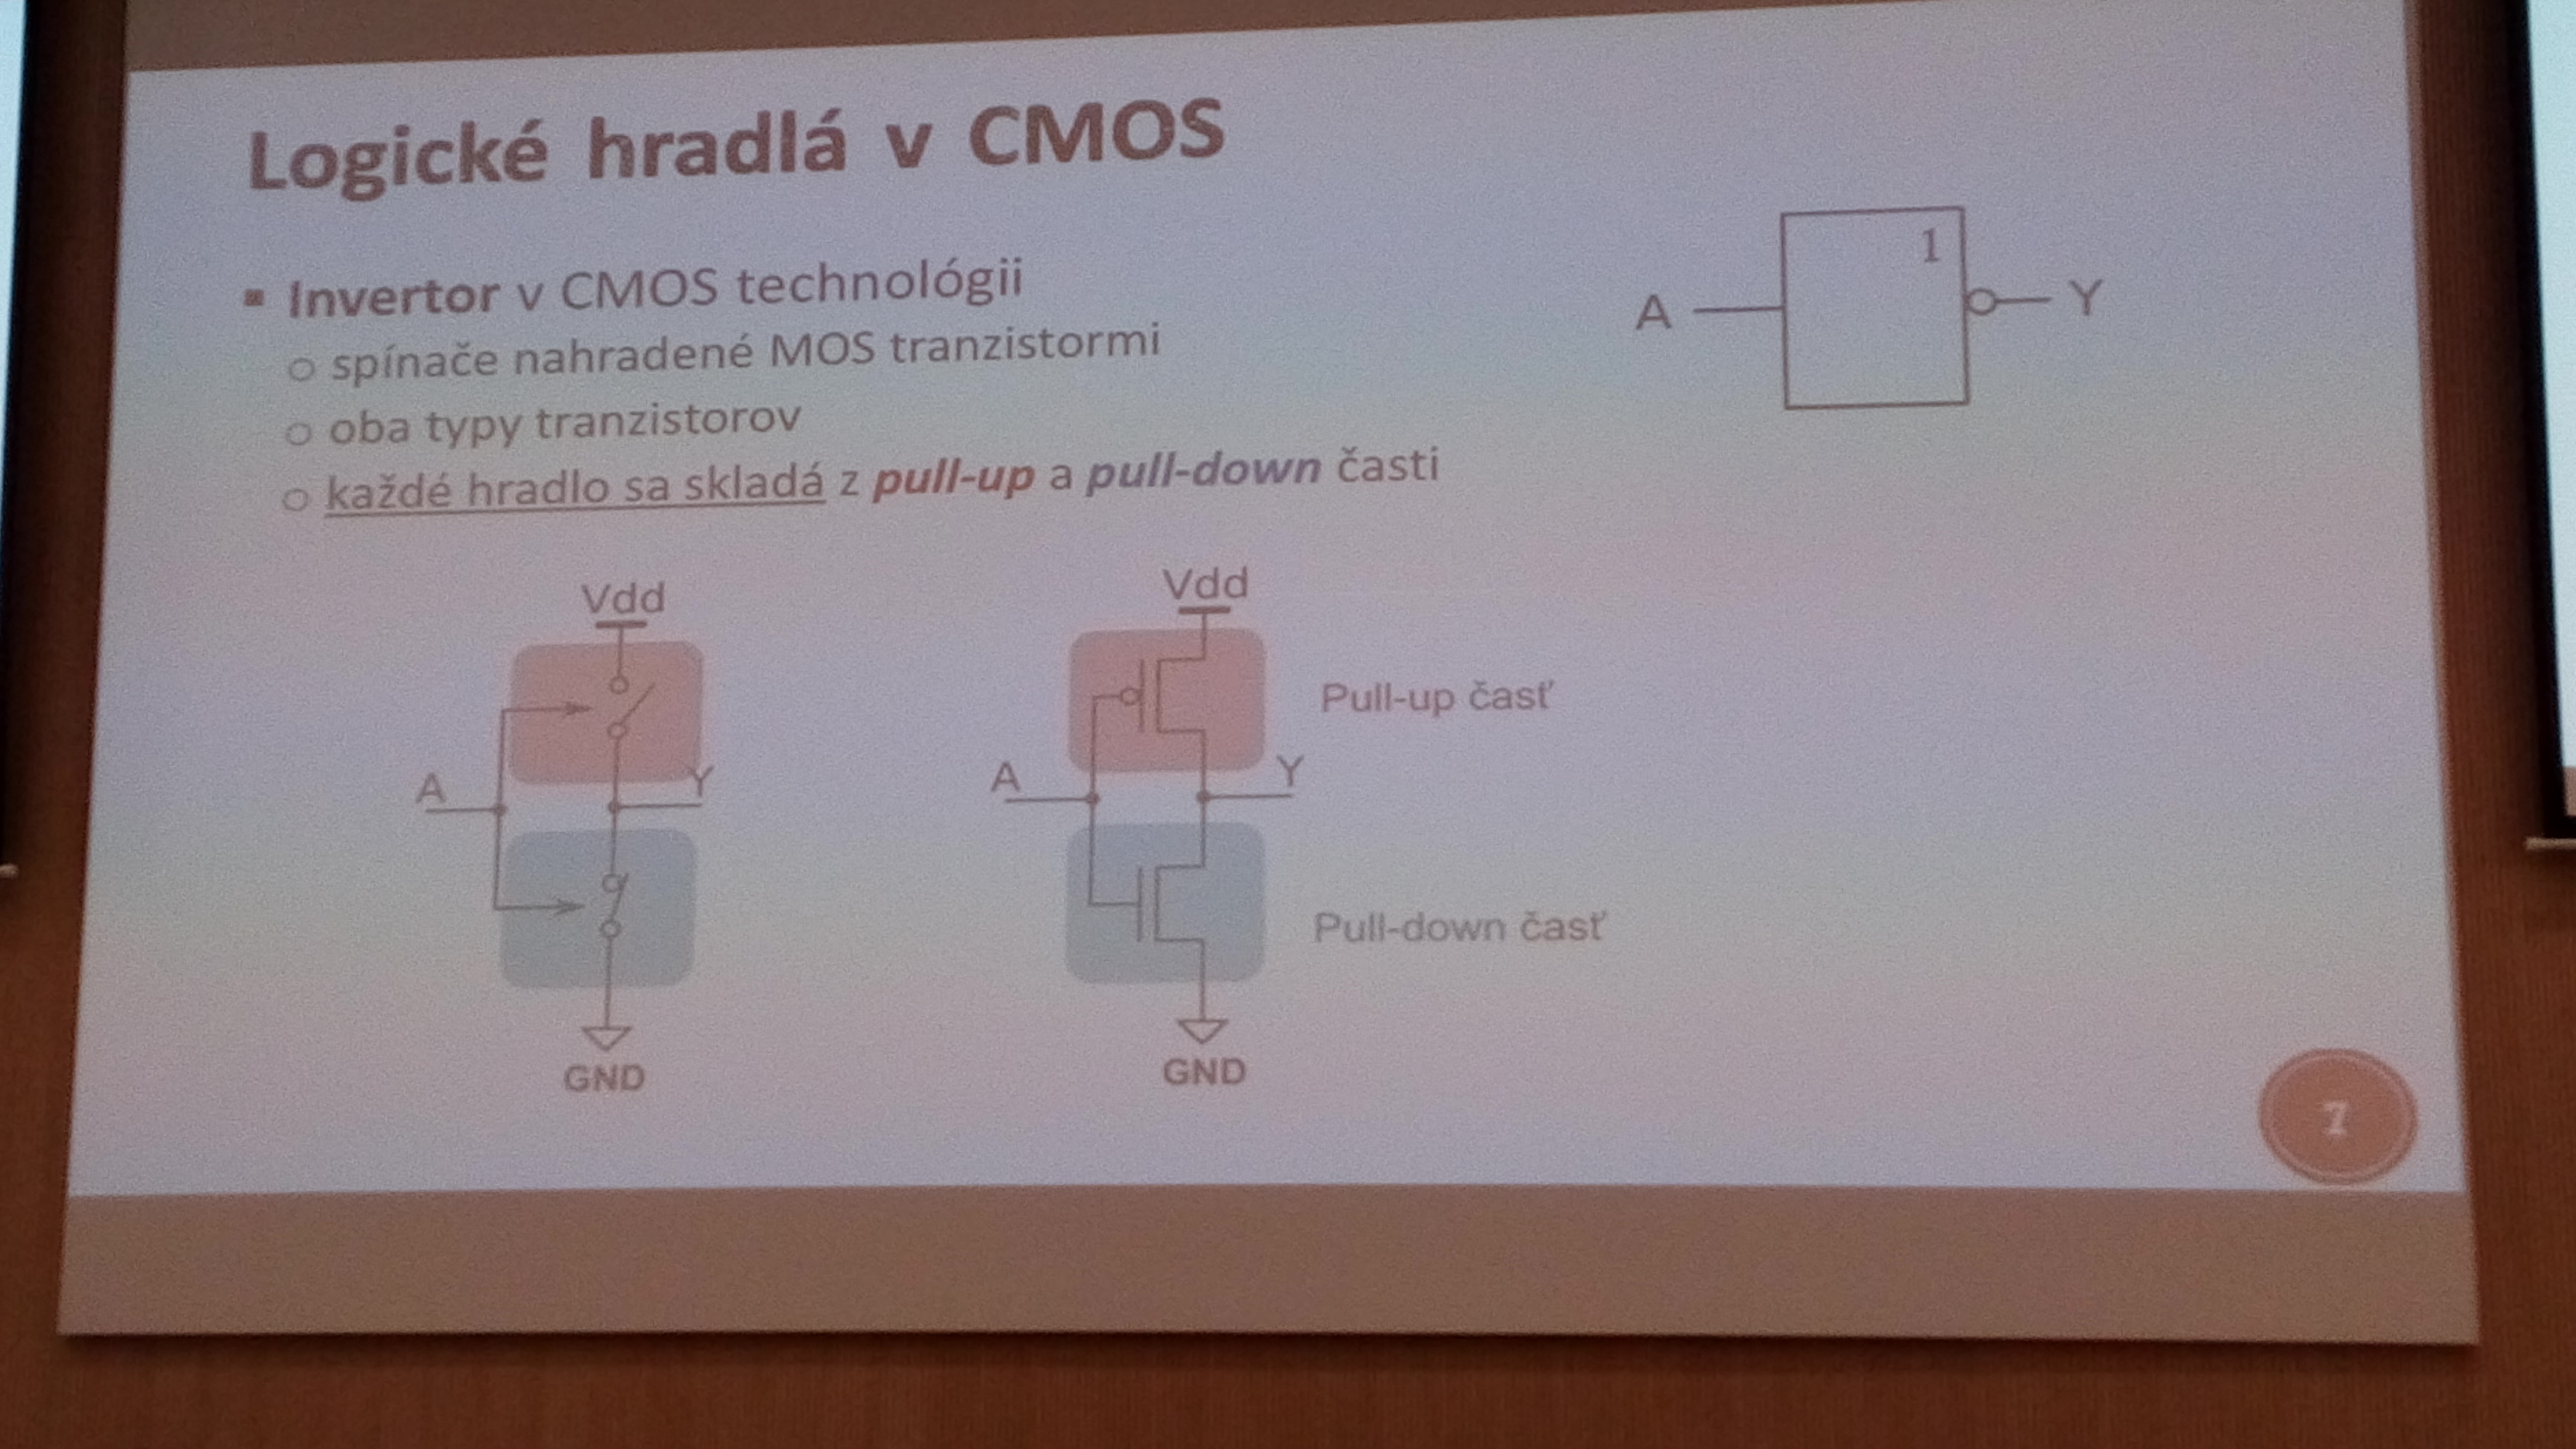 Logické hradlá v CMOS
▪ Invertor v CMOS technológii
o spínače nahradené MOS tranzistormi
o oba typy tranzistorov
o každé hradlo sa skladá z pull-up a pull-down časti
A 1 Y
Vdd
A Y
GND
Vdd
A Y
GND
Pull-up časť
Pull-down časť
7